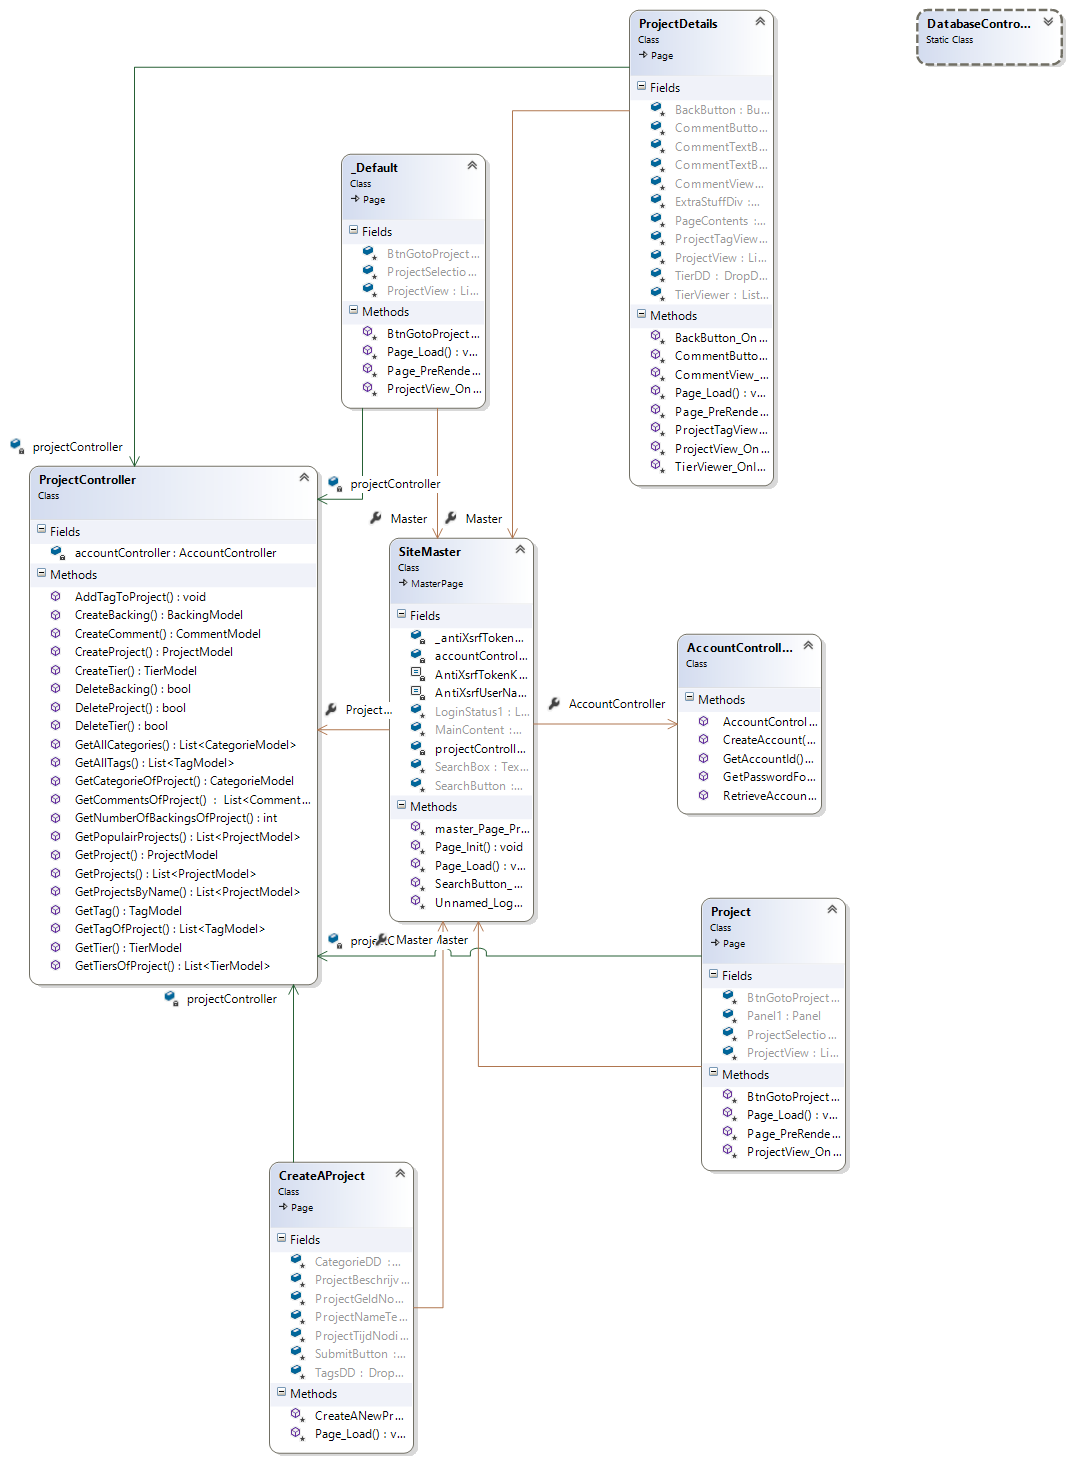 ProjectDetails
Class
Page
Fields
BackButton : Bu...
CommentButto...
CommentTextB...
CommentTextB...
CommentView...
ExtraStuffDiv :...
PageContents :...
ProjectTagView...
ProjectView : Li...
TierDD : DropD...
TierViewer : List...
Methods
BackButton_On...
CommentButto...
CommentView_...
Page_Load() : v...
Page_PreRende...
ProjectTagView...
ProjectView_On...
TierViewer_OnI...
DatabaseContro...
Static Class
_Default
Class
Page
Fields
BtnGotoProject...
ProjectSelectio...
ProjectView : Li...
Methods
BtnGotoProject...
Page_Load() : v...
Page_PreRende...
ProjectView_On...
projectController
projectController
Master
Master
ProjectController
Class
Fields
accountController : AccountController
Methods
AddTagToProject() : void
CreateBacking() : BackingModel
CreateComment() : CommentModel
CreateProject() : ProjectModel
CreateTier() : TierModel
DeleteBacking() : bool
DeleteProject() : bool
DeleteTier() : bool
GetAllCategories() : List<CategorieModel>
GetAllTags() : List<TagModel>
GetCategorieOfProject() : CategorieModel
GetCommentsOfProject() : List<Comment...
GetNumberOfBackingsOfProject() : int
GetPopulairProjects() : List<ProjectModel>
GetProject() : ProjectModel
GetProjects() : List<ProjectModel>
GetProjectsByName() : List<ProjectModel>
GetTag() : TagModel
GetTagOfProject() : List<TagModel>
GetTier() : TierModel
GetTiersOfProject() : List<TierModel>
SiteMaster
Class
MasterPage
Fields
_antiXsrfToken...
accountControl...
AntiXsrfTokenK...
AntiXsrfUserNa...
LoginStatus1 : L...
MainContent :...
projectControll...
SearchBox : Tex...
SearchButton :...
Methods
master_Page_Pr...
Page_Init() : void
Page_Load() : v...
SearchButton_...
Unnamed_Log...
Project...
AccountController
AccountControll...
Class
Methods
AccountControl...
CreateAccount(...
GetAccountId()...
GetPasswordFo...
RetrieveAccoun...
Master
projectController
Project
Class
Page
Fields
BtnGotoProject...
Panel1 : Panel
ProjectSelectio...
ProjectView : Li...
Methods
BtnGotoProject...
Page_Load() : v...
Page_PreRende...
ProjectView_On...
CreateAProject
Class
Page
Fields
CategorieDD :...
ProjectBeschrijv...
ProjectGeldNo...
ProjectNameTe...
ProjectTijdNodi...
SubmitButton :...
TagsDD : Drop...
Methods
CreateANewPr...
Page_Load() : v...